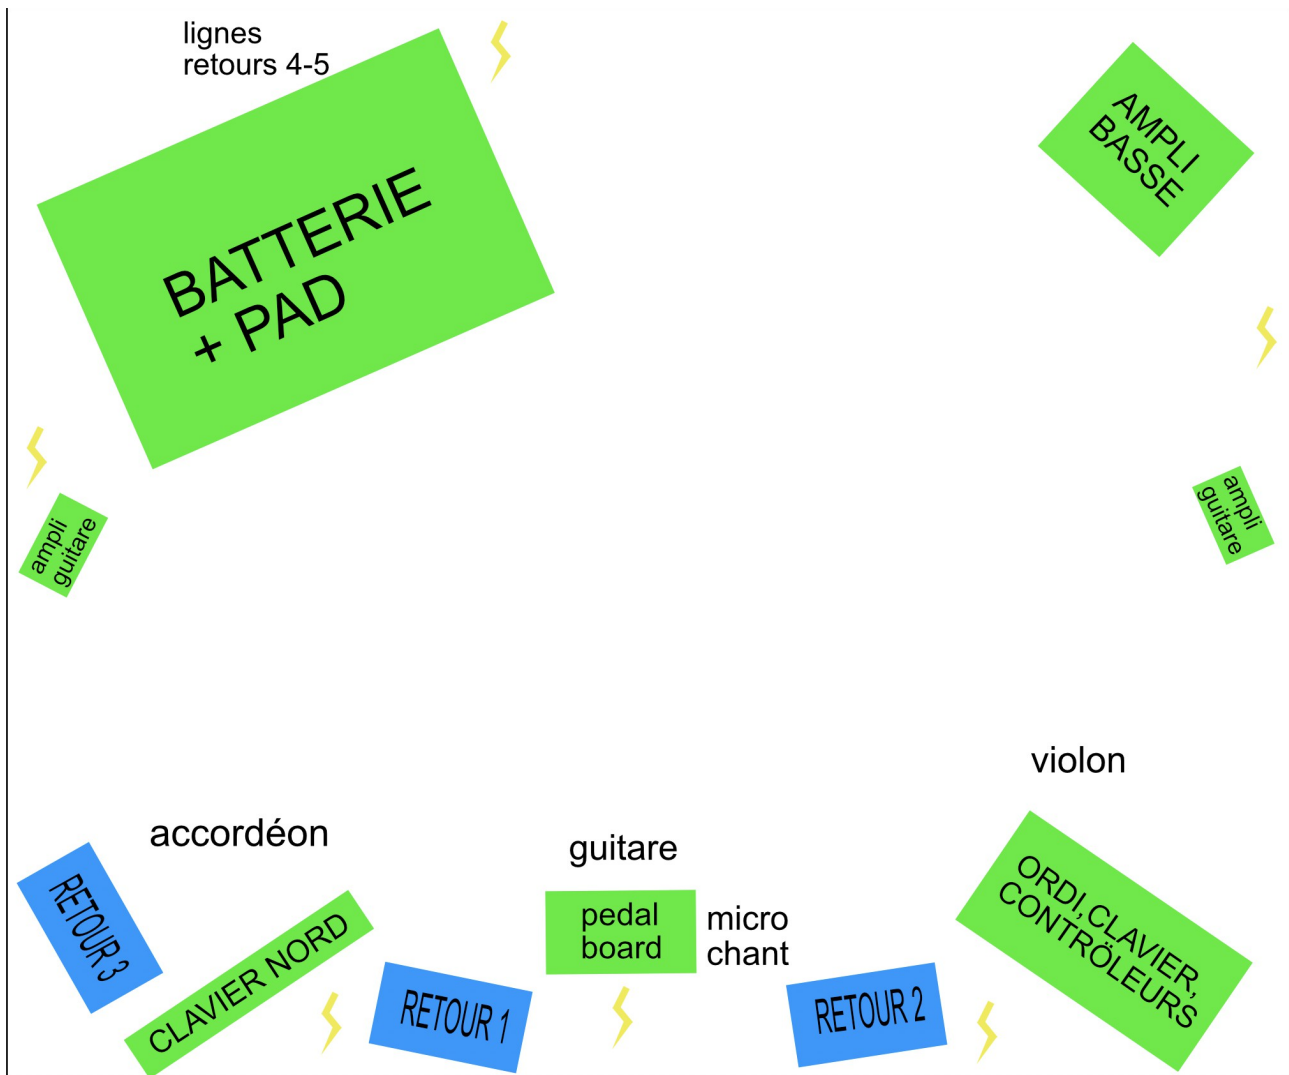 lignes
retours 4-5
AMPLI
BASSE
BATTERIE
+ PAD
ampli
guitare
ampli
guitare
violon
accordéon
guitare
RETOUR 3
CLAVIER NORD
RETOUR 1
pedal
board
micro
chant
RETOUR 2
ORDI, CLAVIER,
CONTRÖLEURS